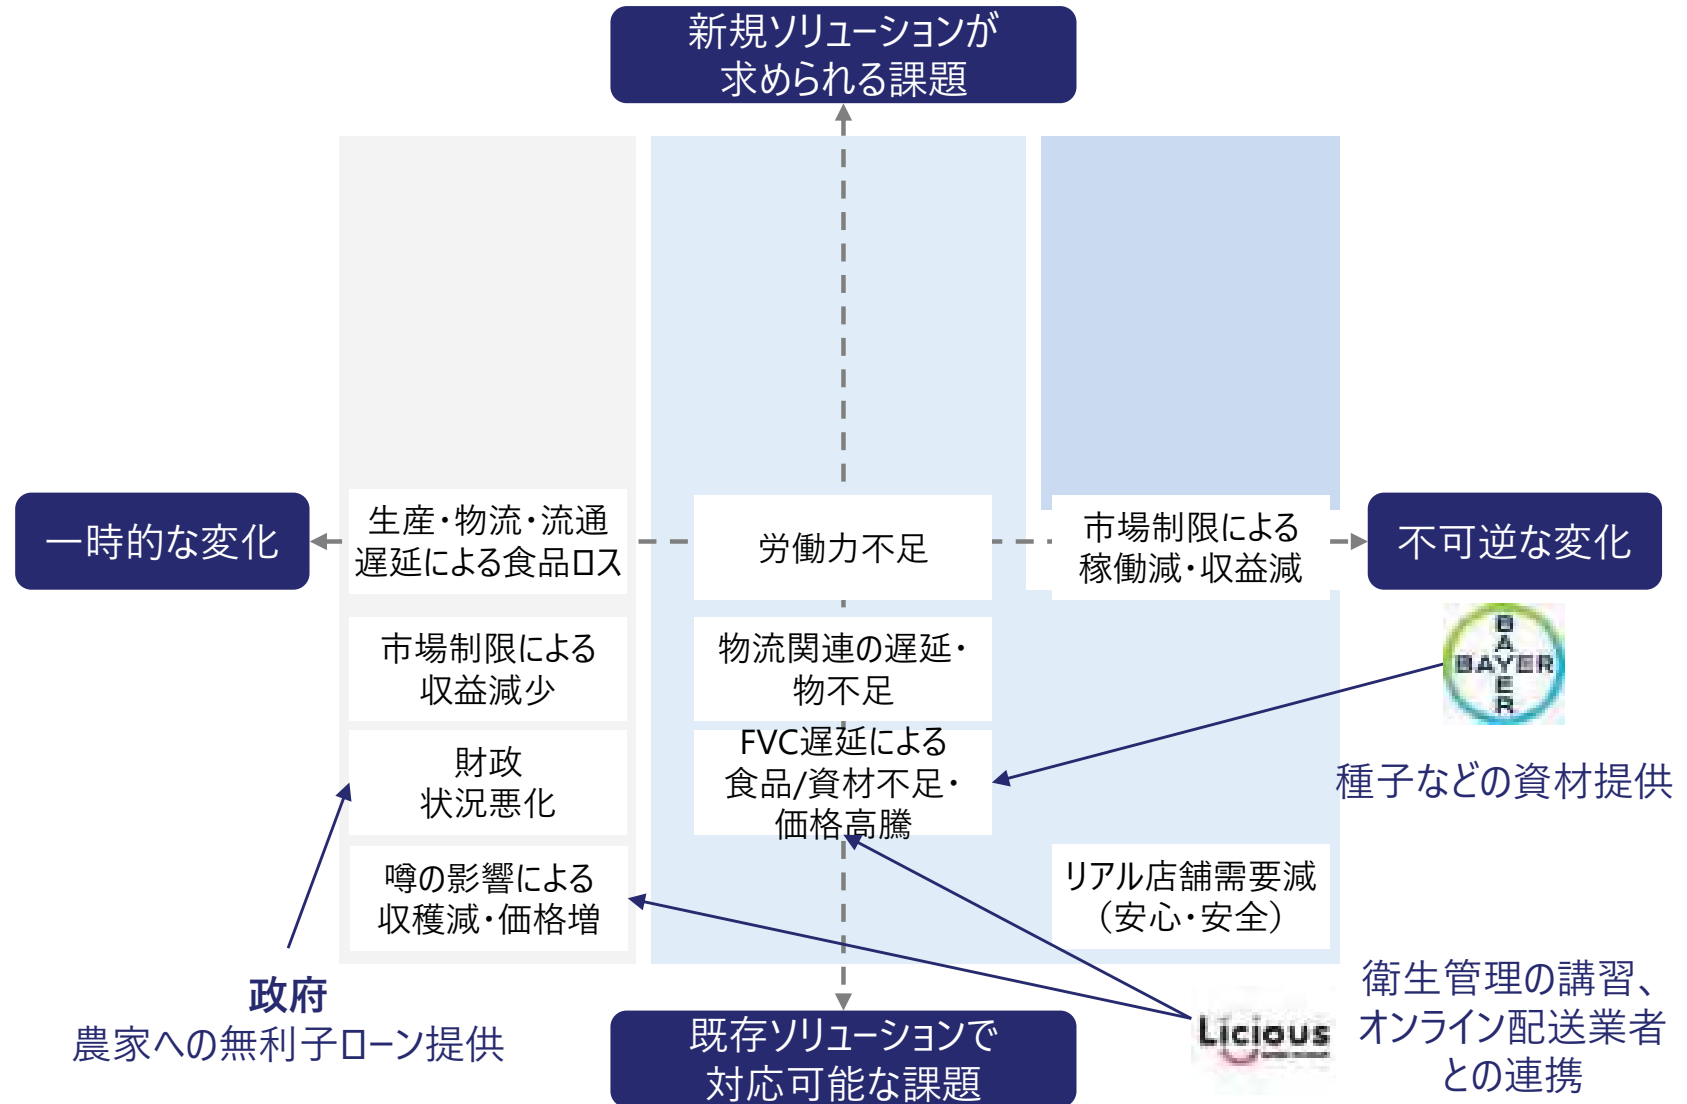 新規ソリューションが
求められる課題
一時的な変化
生産・物流・流通
遅延による食品ロス
労働力不足
市場制限による
稼働減・収益減
不可逆な変化
市場制限による
収益減少
物流関連の遅延・
物不足
BAYER
BAYER
財政
状況悪化
FVC遅延による
食品/資材不足・
価格高騰
種子などの資材提供
噂の影響による
収穫減・価格増
リアル店舗需要減
（安心・安全）
政府
農家への無利子ローン提供
Licious
衛生管理の講習、
オンライン配送業者
との連携
既存ソリューションで
対応可能な課題